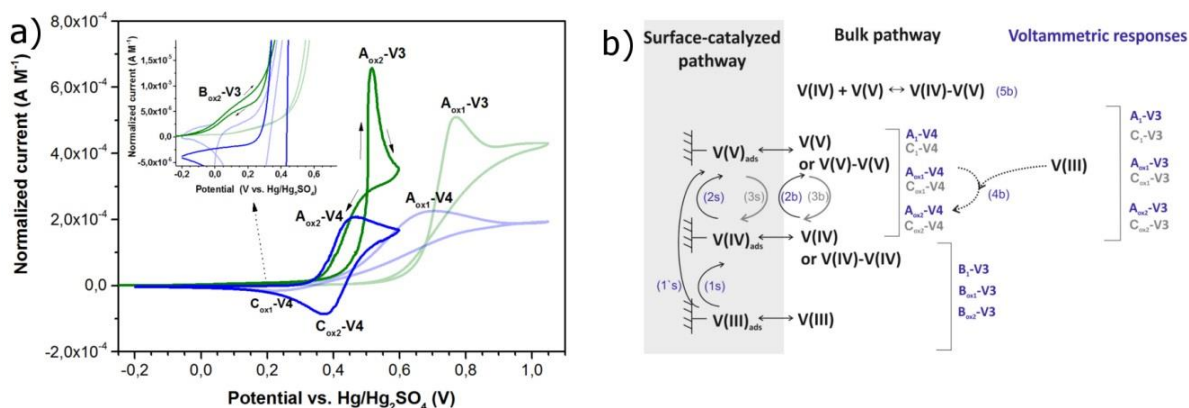 a)
8,0x10⁻⁴
6,0x10⁻⁴
4,0x10⁻⁴
2,0x10⁻⁴
0,0
-2,0x10⁻⁴
Normalized current (A M⁻¹)
-0,2 0,0 0,2 0,4 0,6 0,8 1,0
Potential vs. Hg/Hg₂SO₄ (V)
Aox2-V3
Aox1-V3
Aox2-V4
Aox1-V4
Cox1-V4
Cox2-V4
1,5x10⁻⁵
1,0x10⁻⁵
5,0x10⁻⁶
0,0
-5,0x10⁻⁶
Normalized current (A M⁻¹)
Box2-V3
-0,2 0,0 0,2 0,4 0,6
Potential (V vs. Hg/Hg₂SO₄)
b)
Surface-catalyzed
pathway
Bulk pathway
Voltammetric responses
V(IV) + V(V) ↔ V(IV)-V(V) (5b)
V(V)ads
V(V)
or V(V)-V(V)
(2s) (3s) (2b) (3b)
V(IV)ads
V(IV)
or V(IV)-V(IV)
(1`s) (1s)
V(III)ads
V(III)
A₁-V4
C₁-V4
Aox1-V4
Cox1-V4
Aox2-V4
Cox2-V4
V(III)
(4b)
A₁-V3
C₁-V3
Aox1-V3
Cox1-V3
Aox2-V3
Cox2-V3
B₁-V3
Box1-V3
Box2-V3